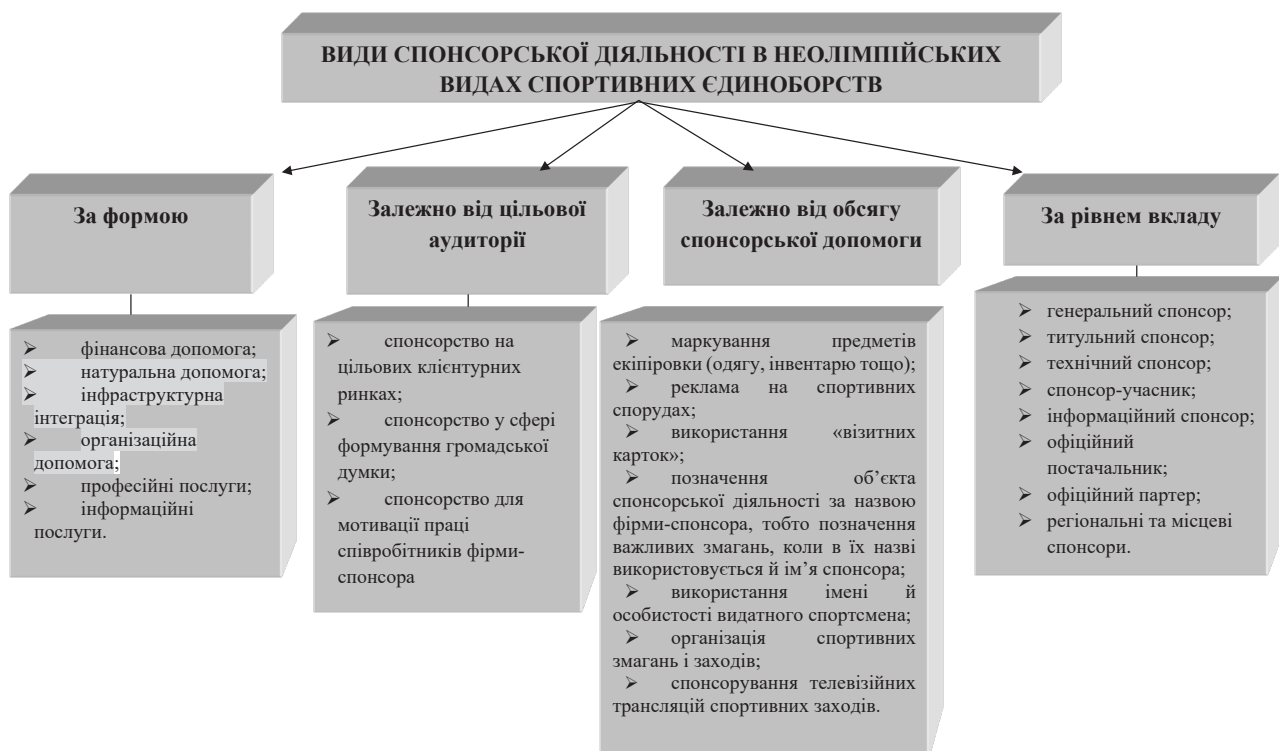 ВИДИ СПОНСОРСЬКОЇ ДІЯЛЬНОСТІ В НЕОЛІМПІЙСЬКИХ
ВИДАХ СПОРТИВНИХ ЄДИНОБОРСТВ
За формою
➢ фінансова допомога;
➢ натуральна допомога;
➢ інфраструктурна
інтеграція;
➢ організаційна
допомога;
➢ професійні послуги;
➢ інформаційні
послуги.
Залежно від цільової
аудиторії
➢ спонсорство на
цільових клієнтурних
ринках;
➢ спонсорство у сфері
формування громадської
думки;
➢ спонсорство для
мотивації праці
співробітників фірми-
спонсора
Залежно від обсягу
спонсорської допомоги
➢ маркування предметів
екіпіровки (одягу, інвентарю тощо);
➢ реклама на спортивних
спорудах;
➢ використання «візитних
карток»;
➢ позначення об’єкта
спонсорської діяльності за назвою
фірми-спонсора, тобто позначення
важливих змагань, коли в їх назві
використовується й ім’я спонсора;
➢ використання імені й
особистості видатного спортсмена;
➢ організація спортивних
змагань і заходів;
➢ спонсорування телевізійних
трансляцій спортивних заходів.
За рівнем вкладу
➢ генеральний спонсор;
➢ титульний спонсор;
➢ технічний спонсор;
➢ спонсор-учасник;
➢ інформаційний спонсор;
➢ офіційний
постачальник;
➢ офіційний партер;
➢ регіональні та місцеві
спонсори.